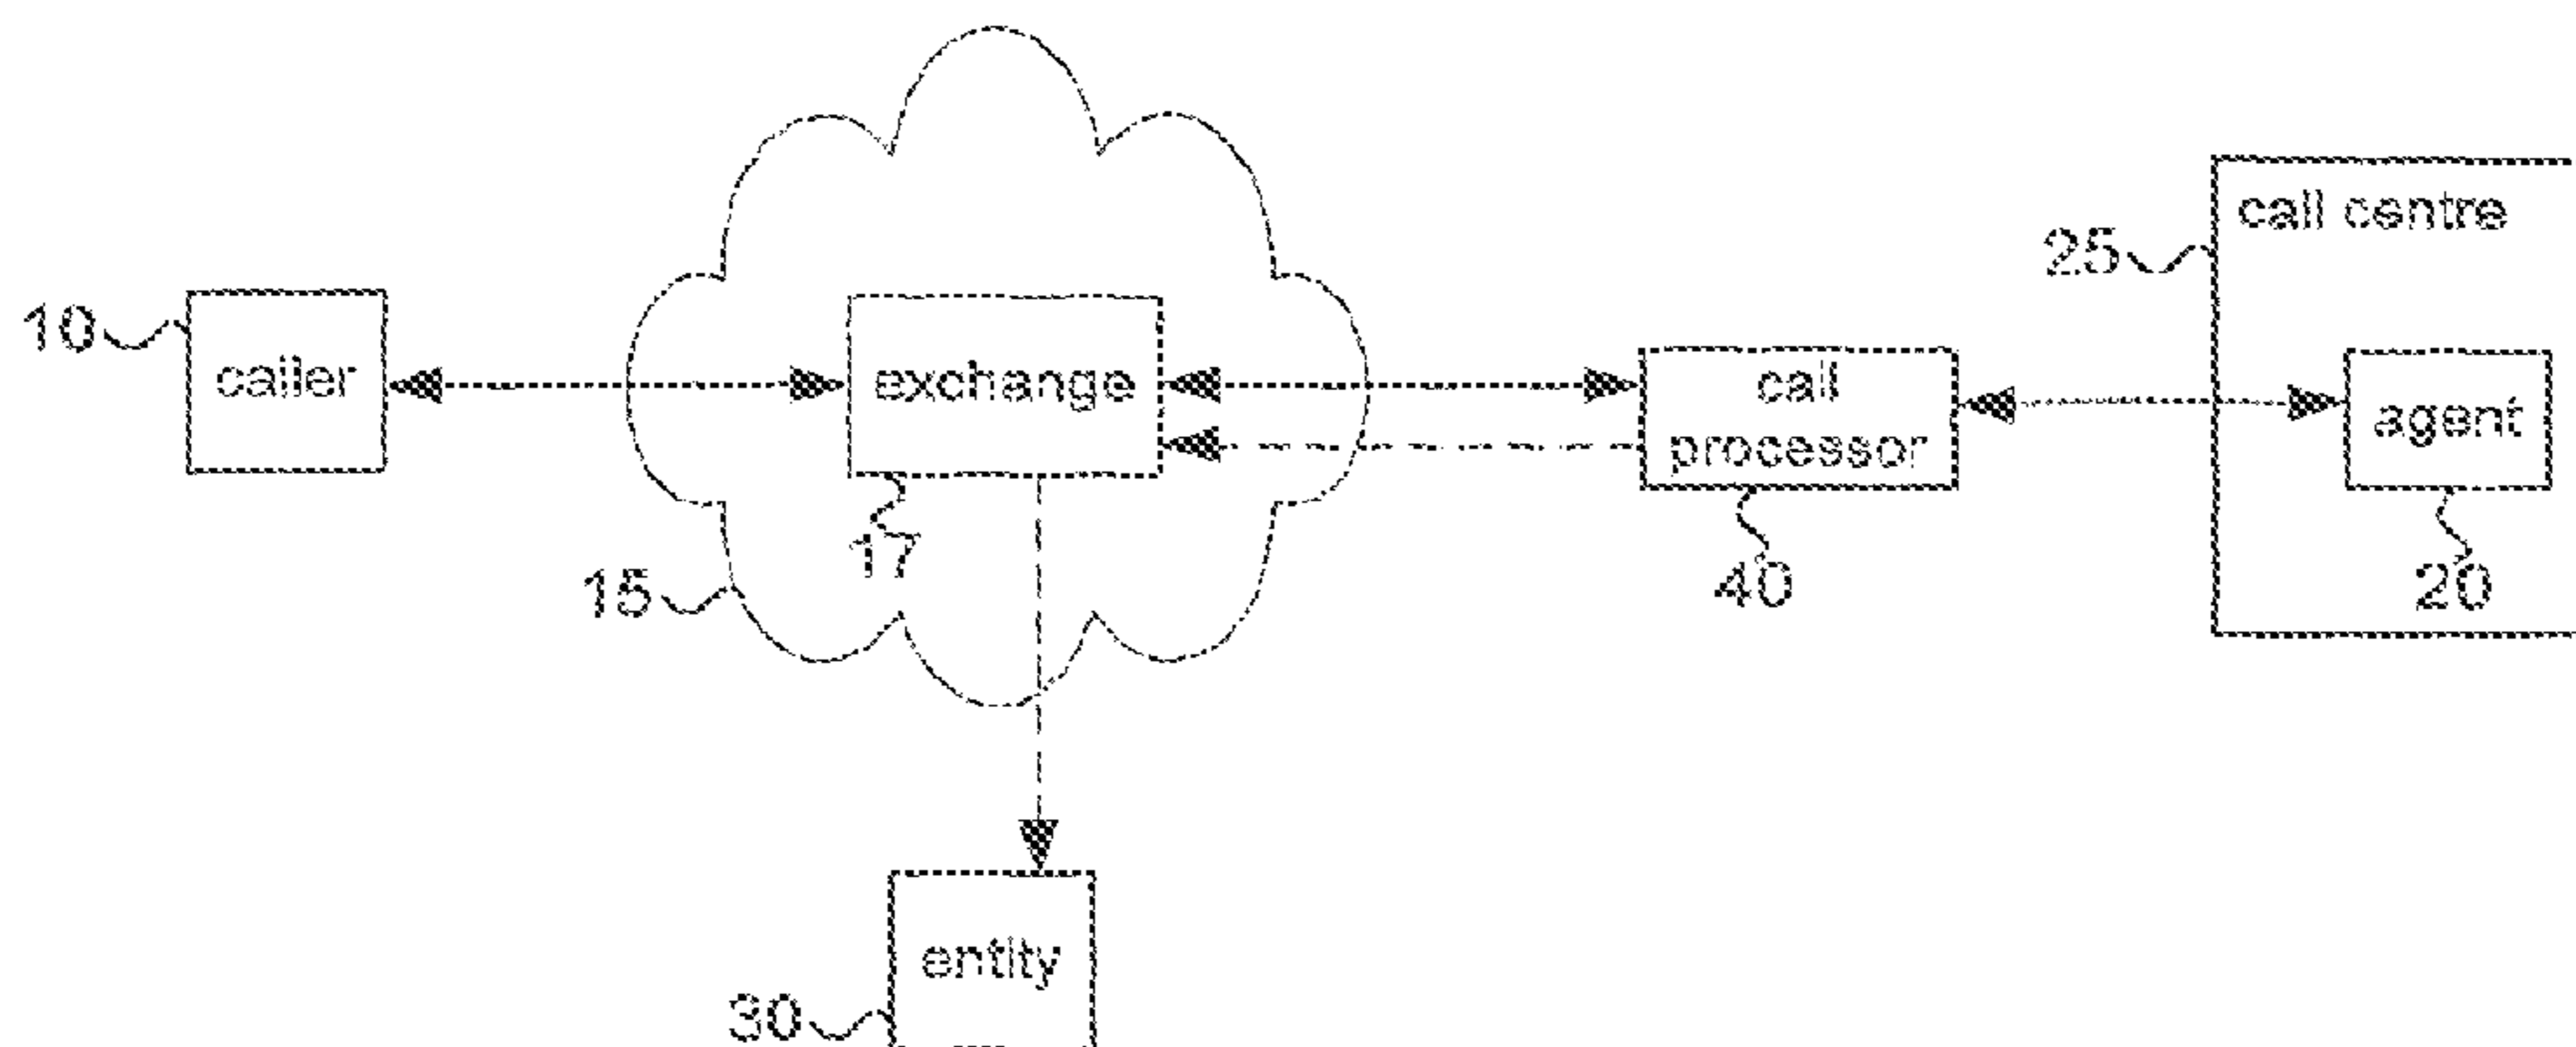 call centre
25
10
caller
exchange
call
processor
agent
17
15
40
20
entity
30